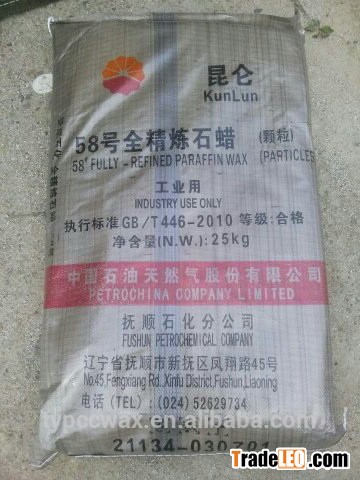 昆仑
KunLun
58号全精炼石蜡 (颗粒)
58# FULLY - REFINED PARAFFIN WAX (PARTICLES)
工业用
INDUSTRY USE ONLY
执行标准GB/T446-2010 等级:合格
净含量(N.W.):25kg
中国石油天然气股份有限公司
PETROCHINA COMPANY LIMITED
抚顺石化分公司
FUSHUN PETROCHEMICAL COMPANY
辽宁省抚顺市新抚区凤翔路45号
No.45,Fengxiang Rd.,Xinfu District,Fushun,Liaoning
电话(TEL):(024)52629734
typccwax.en.alibaba.com
TradeLEO.com